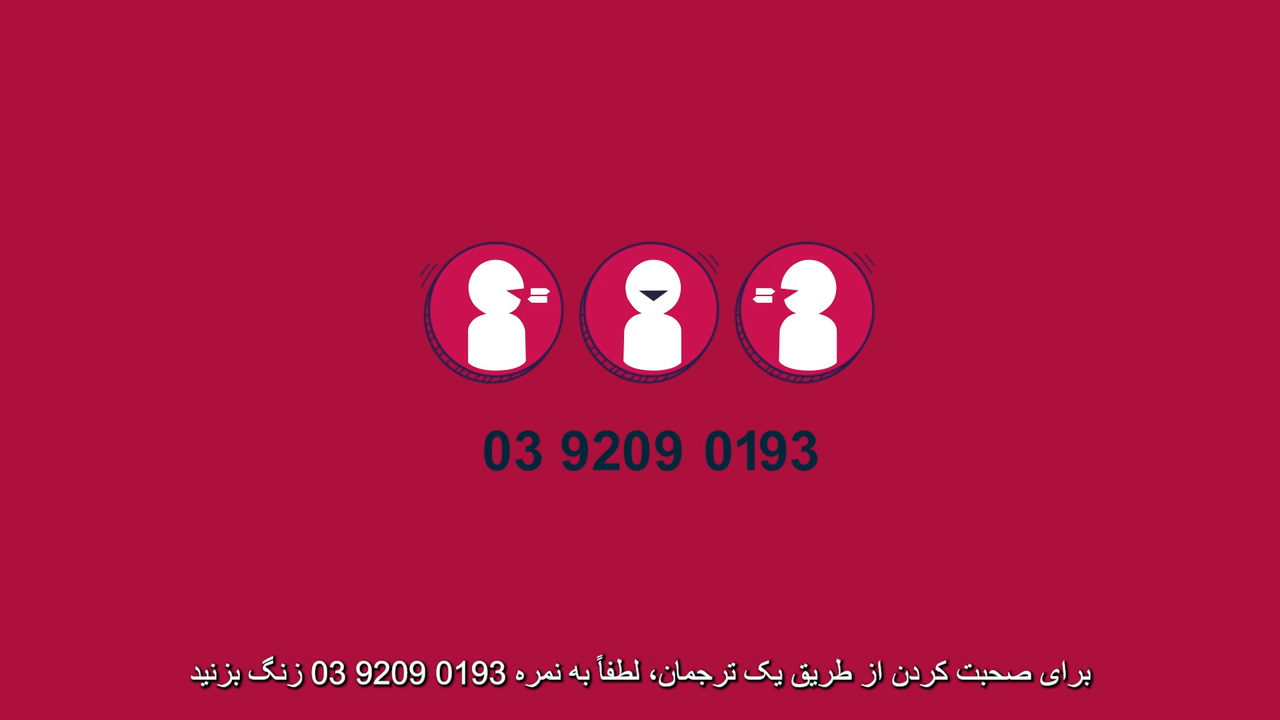 03 9209 0193
برای صحبت کردن از طریق یک ترجمان، لطفاً به نمره 0193 9209 03 زنگ بزنید